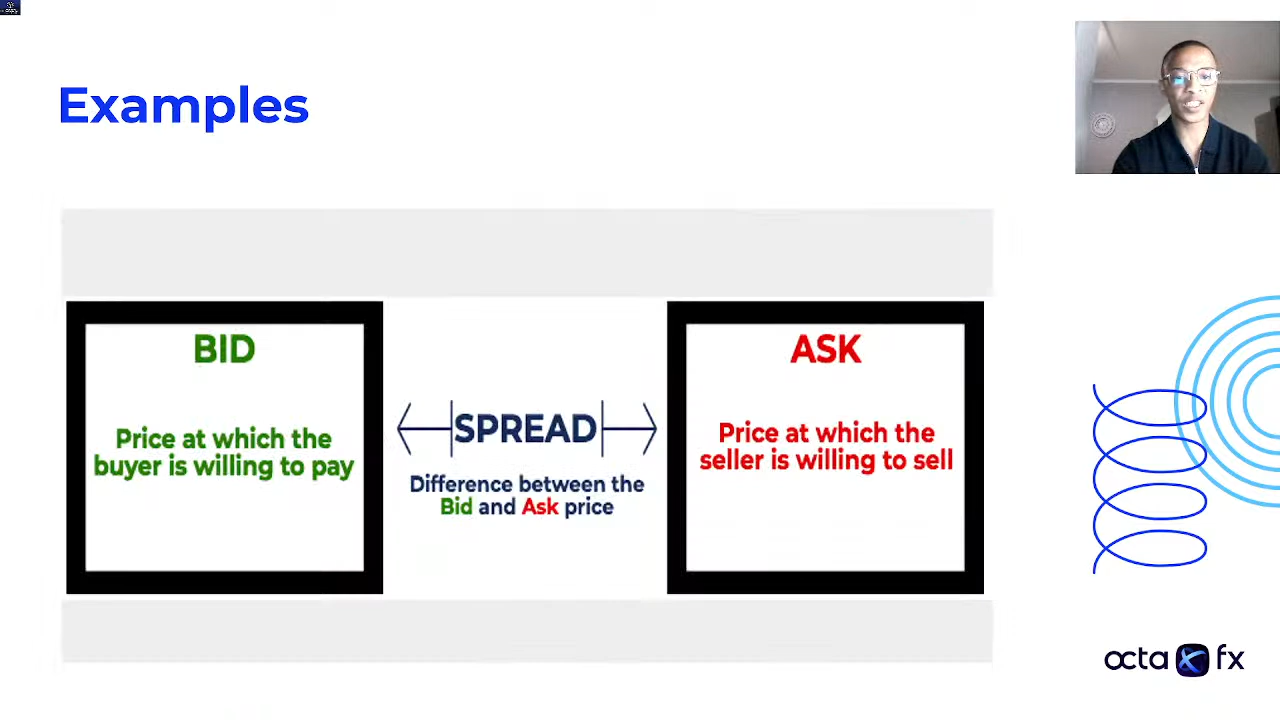 Examples
BID
Price at which the
buyer is willing to pay
SPREAD
Difference between the
Bid and Ask price
ASK
Price at which the
seller is willing to sell
octa fx